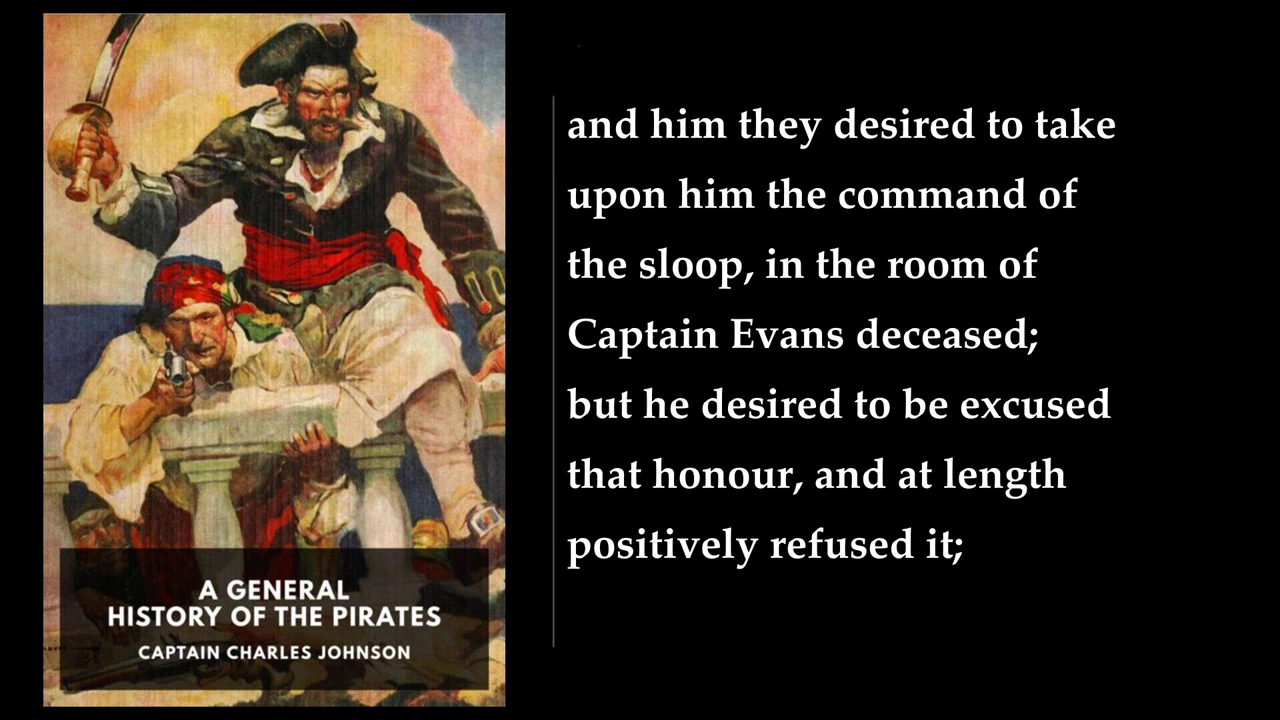 and him they desired to take
upon him the command of
the sloop, in the room of
Captain Evans deceased;
but he desired to be excused
that honour, and at length
positively refused it;
A GENERAL
HISTORY OF THE PIRATES
CAPTAIN CHARLES JOHNSON